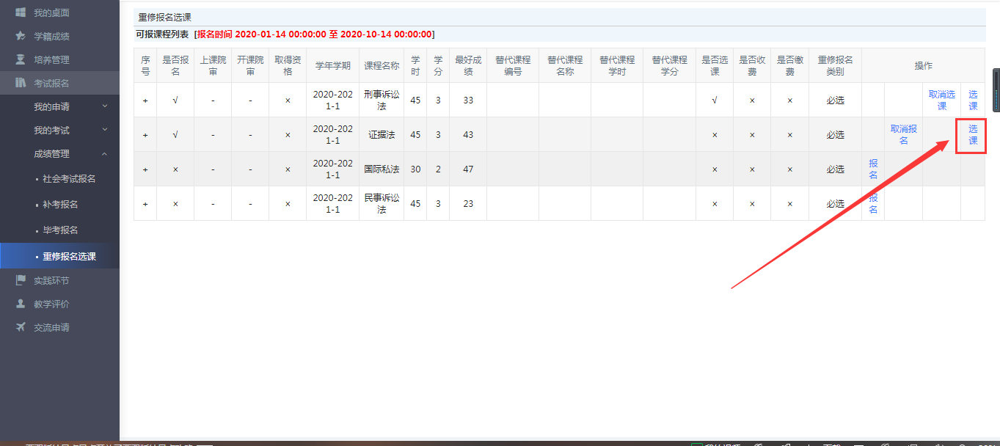 我的桌面
学籍成绩
培养管理
考试报名
我的申请
我的考试
成绩管理
• 社会考试报名
• 补考报名
• 毕考报名
• 重修报名选课
实践环节
教学评价
交流申请
重修报名选课
可报课程列表 [报名时间 2020-01-14 00:00:00 至 2020-10-14 00:00:00]
序号 是否报名 上课院审 开课院审 取得资格 学年学期 课程名称 学时 学分 最好成绩 替代课程编号 替代课程名称 替代课程学时 替代课程学分 是否选课 是否收费 是否缴费 重修报名类别 操作
+ √ - - × 2020-2021-1 刑事诉讼法 45 3 33 √ × × 必选 取消选课 选课
+ √ - - × 2020-2021-1 证据法 45 3 43 × × × 必选 取消报名 选课
+ × - - × 2020-2021-1 国际私法 30 2 47 × × × 必选 报名
+ × - - × 2020-2021-1 民事诉讼法 45 3 23 × × × 必选 报名